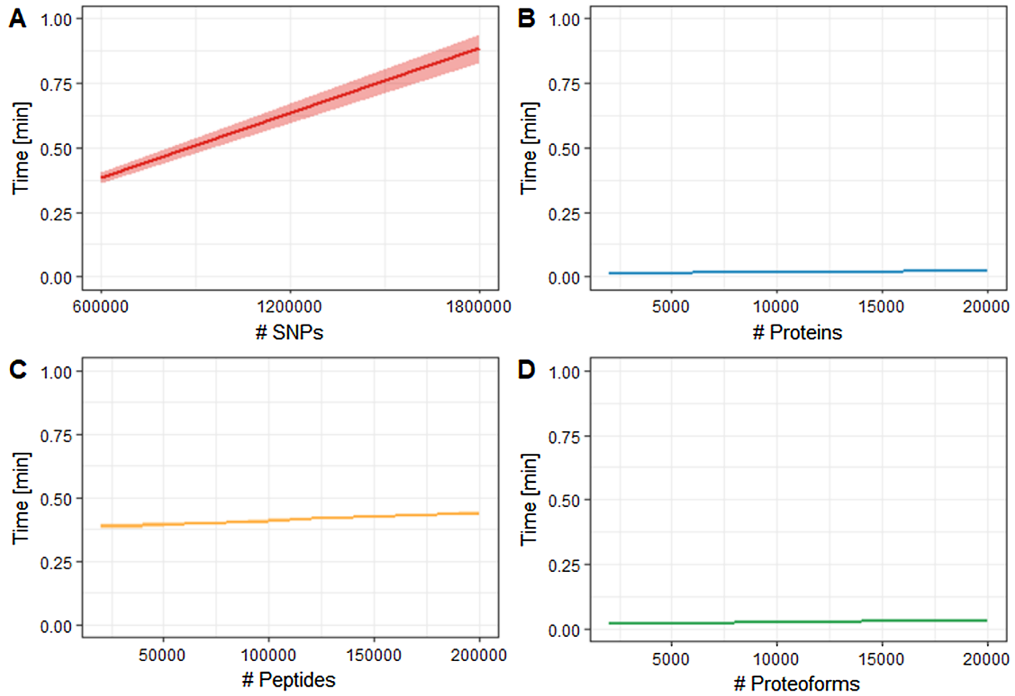 A
1.00
0.75
0.50
0.25
0.00
Time [min]
600000 1200000 1800000
# SNPs
B
1.00
0.75
0.50
0.25
0.00
Time [min]
5000 10000 15000 20000
# Proteins
C
1.00
0.75
0.50
0.25
0.00
Time [min]
50000 100000 150000 200000
# Peptides
D
1.00
0.75
0.50
0.25
0.00
Time [min]
5000 10000 15000 20000
# Proteoforms